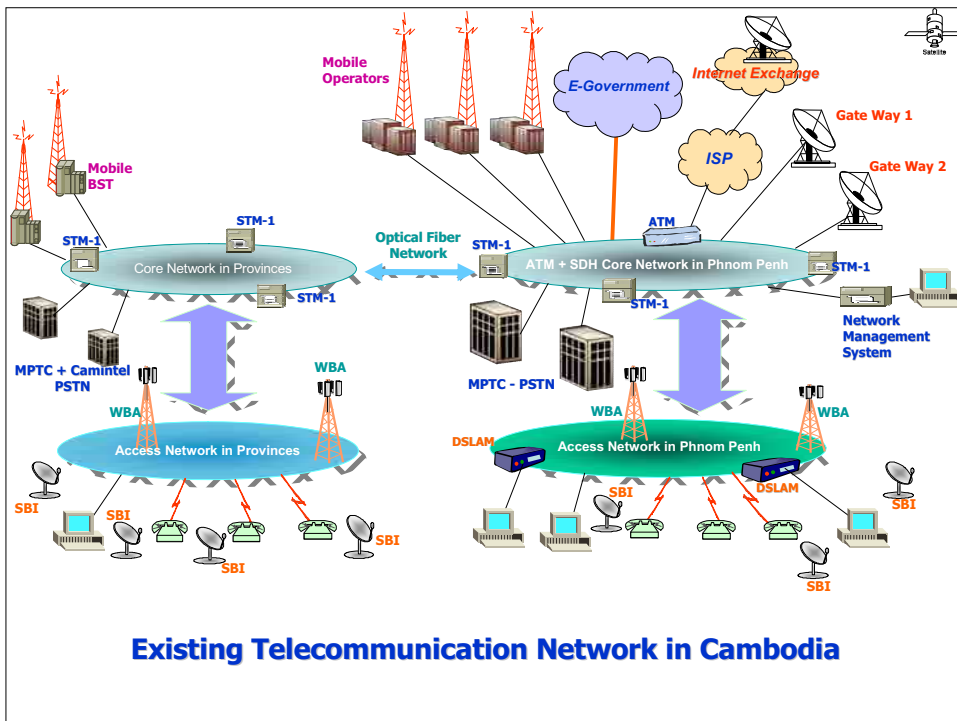 Mobile
Operators
E-Government
Internet Exchange
Satellite
Gate Way 1
ISP
Gate Way 2
Mobile
BST
STM-1
STM-1
Optical Fiber
Network
STM-1
ATM
Core Network in Provinces
ATM + SDH Core Network in Phnom Penh
STM-1
STM-1
STM-1
Network
Management
System
MPTC + Camintel
PSTN
MPTC - PSTN
WBA
WBA
WBA
WBA
Access Network in Provinces
DSLAM
Access Network in Phnom Penh
DSLAM
SBI
SBI
SBI
SBI
SBI
SBI
SBI
Existing Telecommunication Network in Cambodia